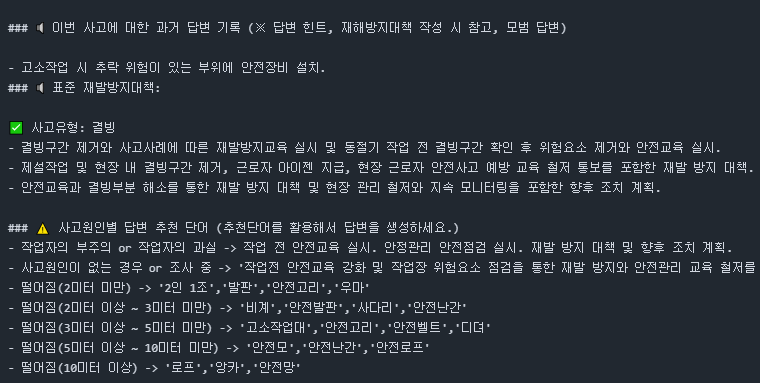 ### 🔈 이번 사고에 대한 과거 답변 기록 (※ 답변 힌트, 재해방지대책 작성 시 참고, 모범 답변)
- 고소작업 시 추락 위험이 있는 부위에 안전장비 설치.
### 🔈 표준 재발방지대책:
✅ 사고유형: 결빙
- 결빙구간 제거와 사고사례에 따른 재발방지교육 실시 및 동절기 작업 전 결빙구간 확인 후 위험요소 제거와 안전교육 실시.
- 제설작업 및 현장 내 결빙구간 제거, 근로자 아이젠 지급, 현장 근로자 안전사고 예방 교육 철저 통보를 포함한 재발 방지 대책.
- 안전교육과 결빙부분 해소를 통한 재발 방지 대책 및 현장 관리 철저와 지속 모니터링을 포함한 향후 조치 계획.
### ⚠️ 사고원인별 답변 추천 단어 (추천단어를 활용해서 답변을 생성하세요.)
- 작업자의 부주의 or 작업자의 과실 -> 작업 전 안전교육 실시. 안정관리 안전점검 실시. 재발 방지 대책 및 향후 조치 계획.
- 사고원인이 없는 경우 or 조사 중 -> '작업전 안전교육 강화 및 작업장 위험요소 점검을 통한 재발 방지와 안전관리 교육 철저를
- 떨어짐(2미터 미만) -> '2인 1조','발판','안전고리','우마'
- 떨어짐(2미터 이상 ~ 3미터 미만) -> '비계','안전발판','사다리','안전난간'
- 떨어짐(3미터 이상 ~ 5미터 미만) -> '고소작업대','안전고리','안전벨트','디뎌'
- 떨어짐(5미터 이상 ~ 10미터 미만) -> '안전모','안전난간','안전로프'
- 떨어짐(10미터 이상) -> '로프','앙카','안전망'